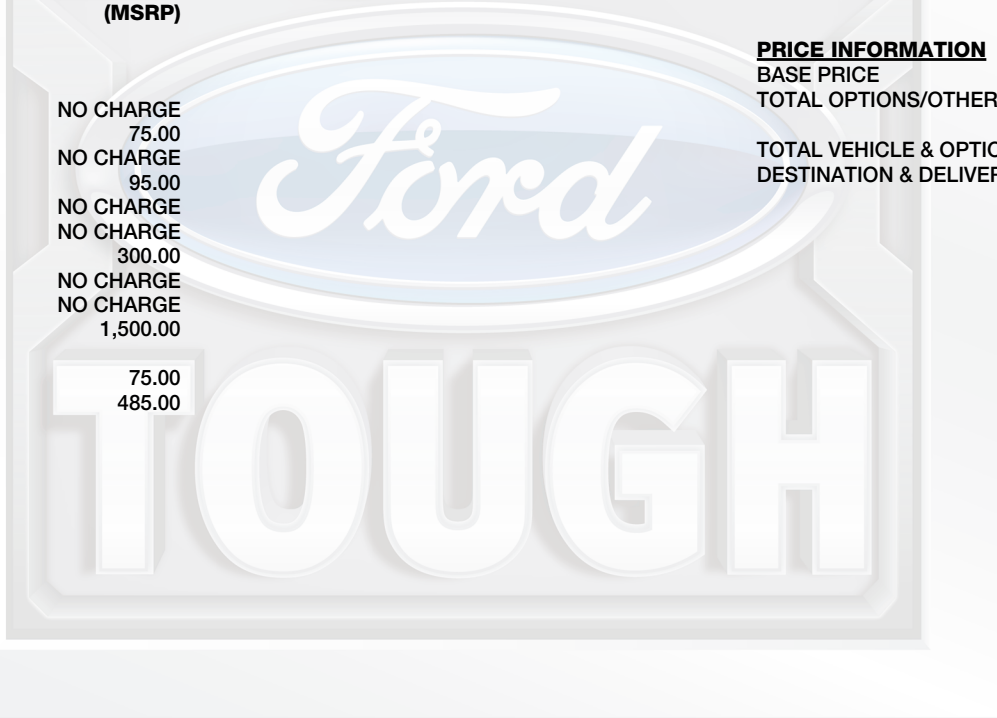 (MSRP)
NO CHARGE
75.00
NO CHARGE
95.00
NO CHARGE
NO CHARGE
300.00
NO CHARGE
NO CHARGE
1,500.00
75.00
485.00
PRICE INFORMATION
BASE PRICE
TOTAL OPTIONS/OTHER
TOTAL VEHICLE & OPTIO
DESTINATION & DELIVER
Ford
TOUGH